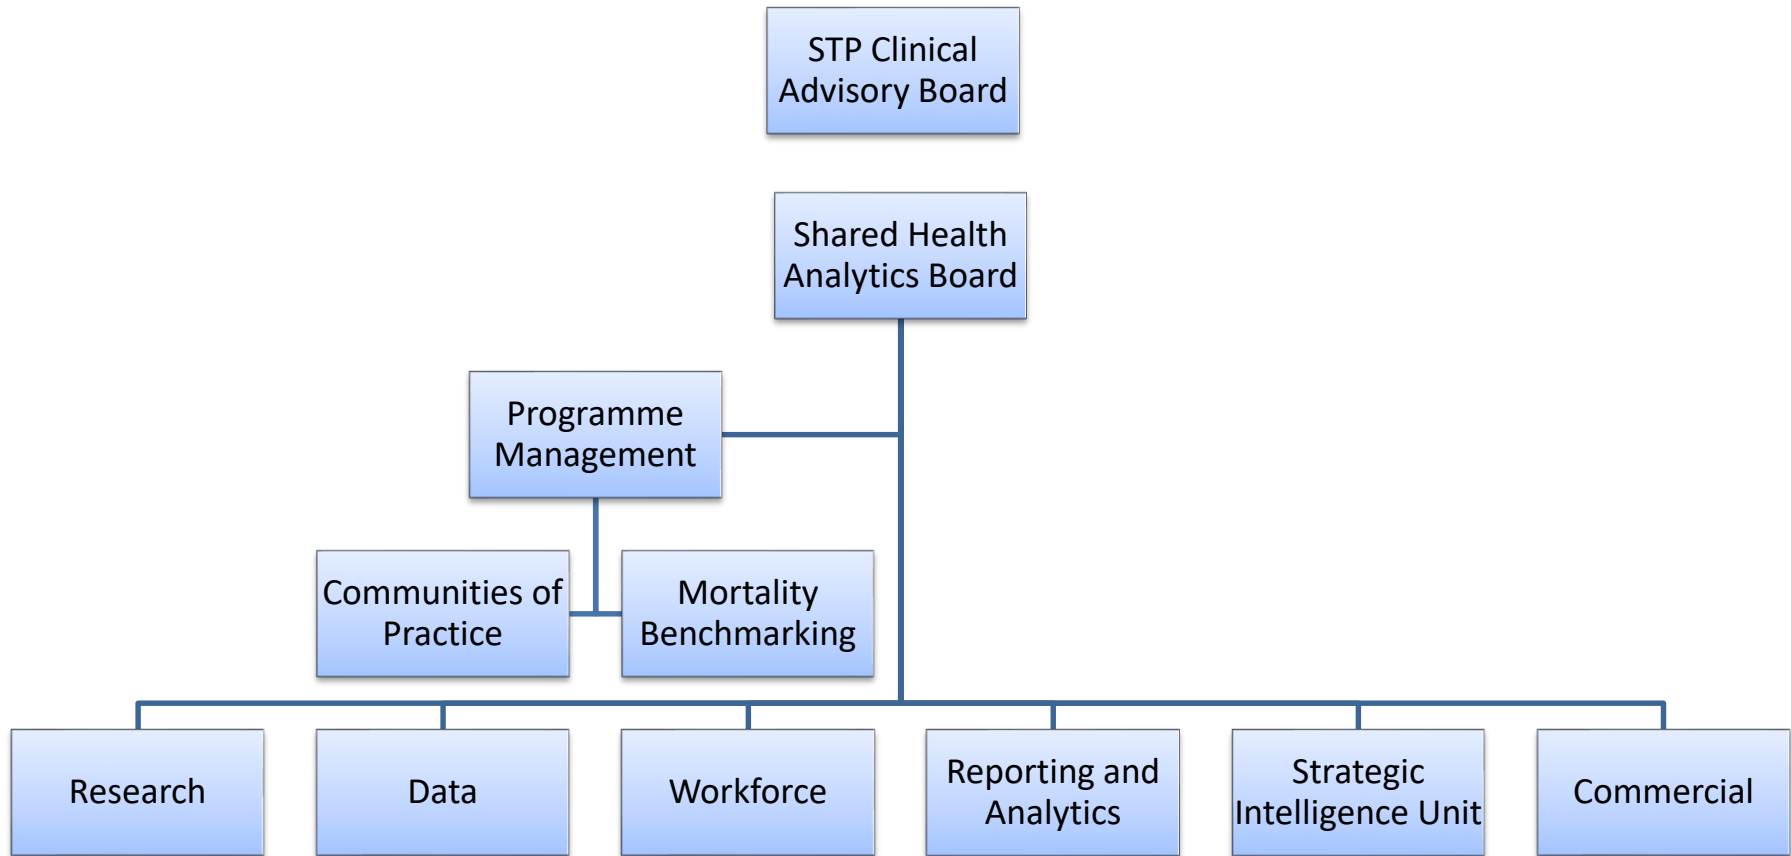 STP Clinical
Advisory Board
Shared Health
Analytics Board
Programme
Management
Communities of
Practice
Mortality
Benchmarking
Research
Data
Workforce
Reporting and
Analytics
Strategic
Intelligence Unit
Commercial